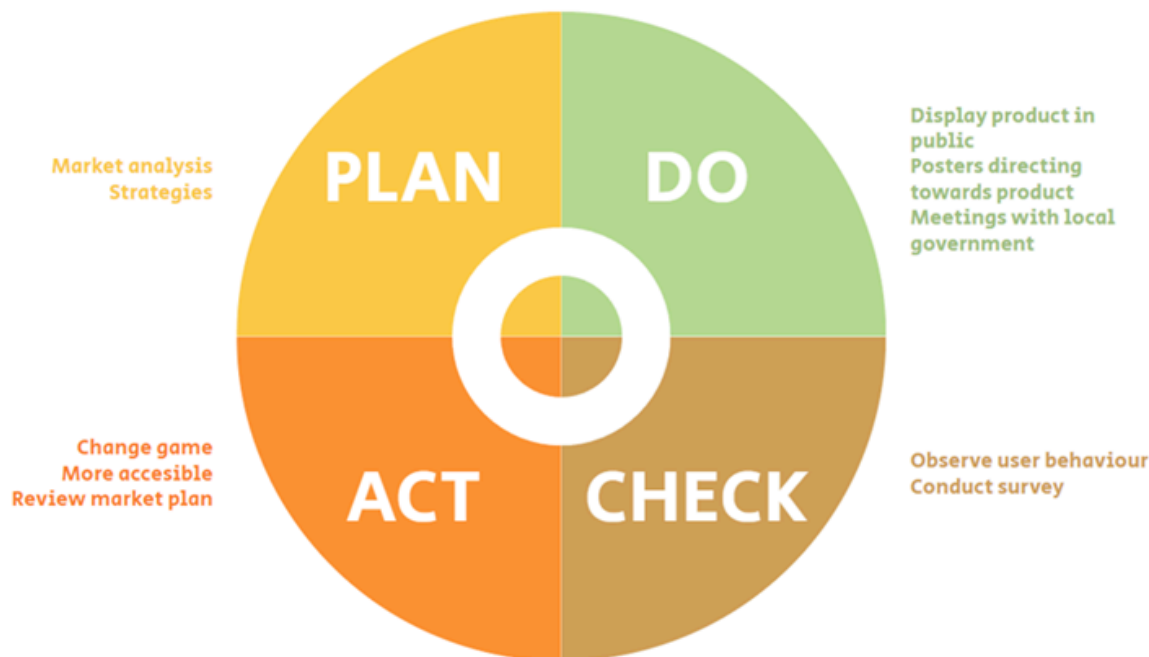 PLAN
Market analysis
Strategies
DO
Display product in
public
Posters directing
towards product
Meetings with local
government
ACT
Change game
More accesible
Review market plan
CHECK
Observe user behaviour
Conduct survey